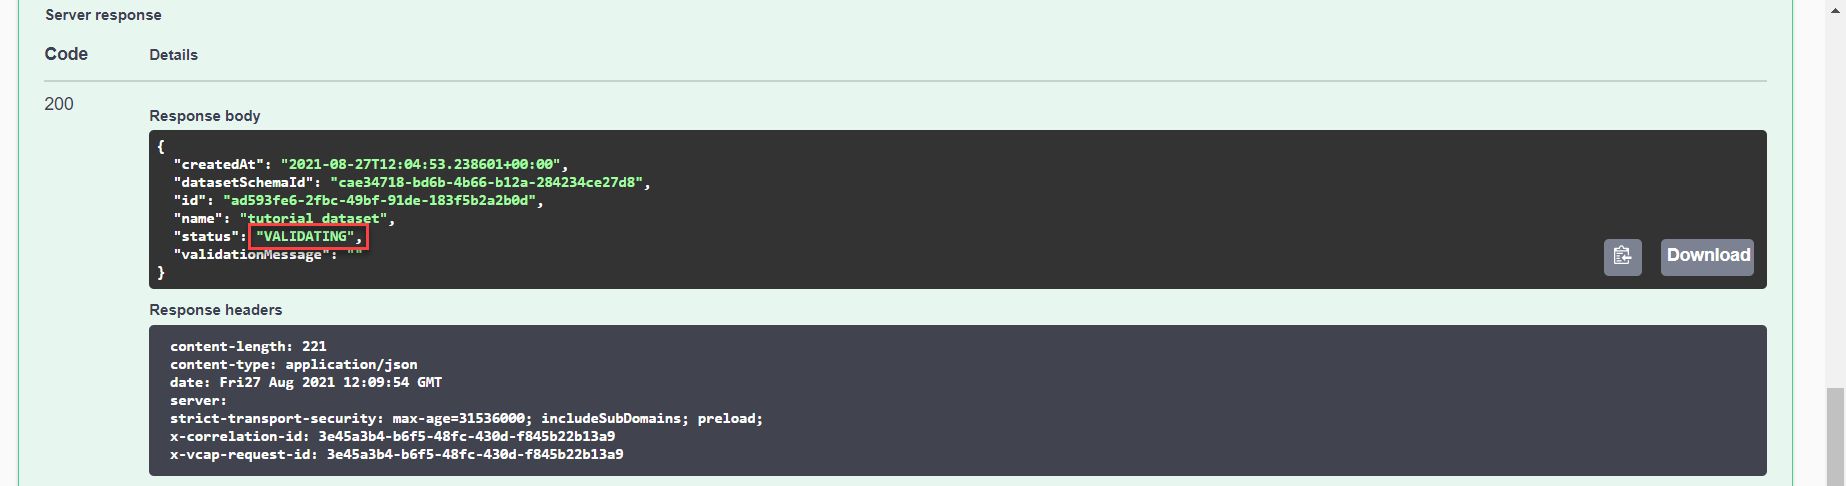 Server response
Code Details
200
Response body
{
"createdAt": "2021-08-27T12:04:53.238601+00:00",
"datasetSchemaId": "cae34718-bd6b-4b66-b12a-284234ce27d8",
"id": "ad593fe6-2fbc-49bf-91de-183f5b2a2b0d",
"name": "tutorial_dataset",
"status": "VALIDATING",
"validationMessage": ""
}
Download
Response headers
content-length: 221
content-type: application/json
date: Fri27 Aug 2021 12:09:54 GMT
server:
strict-transport-security: max-age=31536000; includeSubDomains; preload;
x-correlation-id: 3e45a3b4-b6f5-48fc-430d-f845b22b13a9
x-vcap-request-id: 3e45a3b4-b6f5-48fc-430d-f845b22b13a9